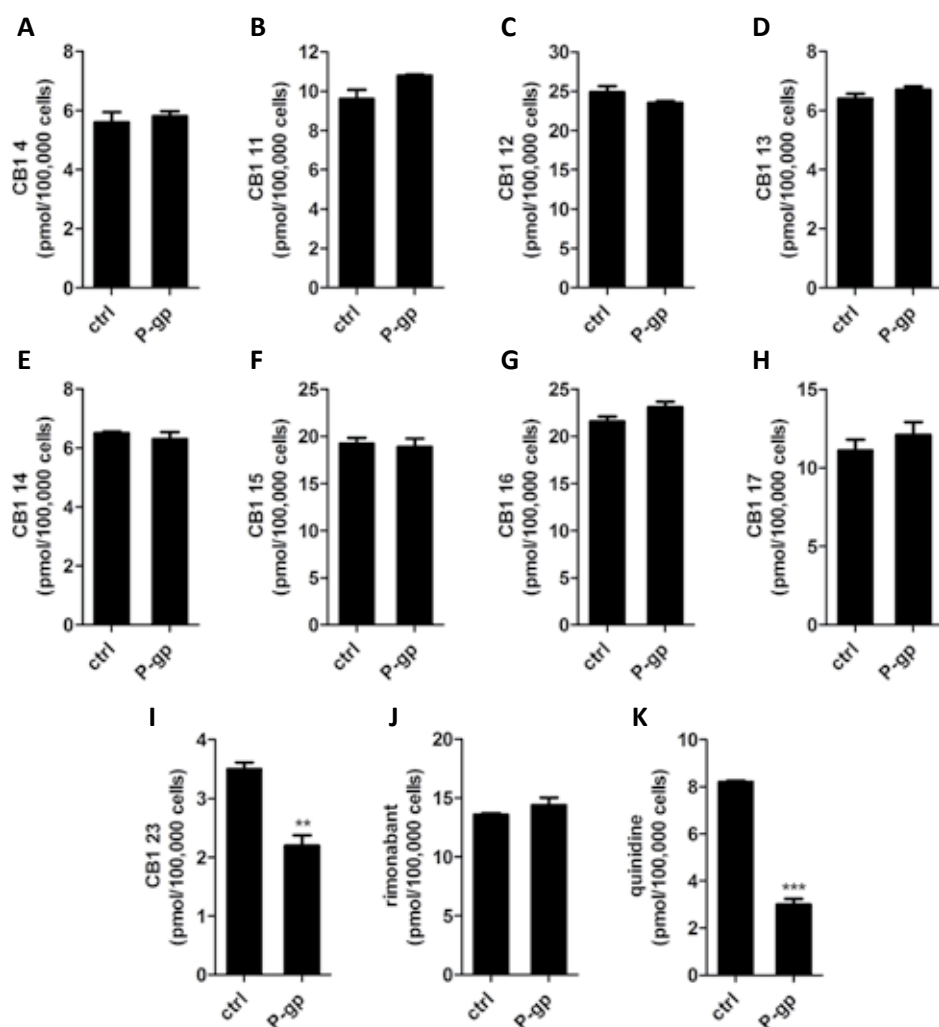 A
B
C
D
CB1 4
(pmol/100,000 cells)
8
6
4
2
0
ctrl
P-gp
CB1 11
(pmol/100,000 cells)
12
10
8
6
4
2
0
ctrl
P-gp
CB1 12
(pmol/100,000 cells)
30
25
20
15
10
5
0
ctrl
P-gp
CB1 13
(pmol/100,000 cells)
8
6
4
2
0
ctrl
P-gp
E
F
G
H
CB1 14
(pmol/100,000 cells)
8
6
4
2
0
ctrl
P-gp
CB1 15
(pmol/100,000 cells)
25
20
15
10
5
0
ctrl
P-gp
CB1 16
(pmol/100,000 cells)
25
20
15
10
5
0
ctrl
P-gp
CB1 17
(pmol/100,000 cells)
15
10
5
0
ctrl
P-gp
I
J
K
CB1 23
(pmol/100,000 cells)
4
3
2
1
0
**
ctrl
P-gp
rimonabant
(pmol/100,000 cells)
20
15
10
5
0
ctrl
P-gp
quinidine
(pmol/100,000 cells)
10
8
6
4
2
0
***
ctrl
P-gp